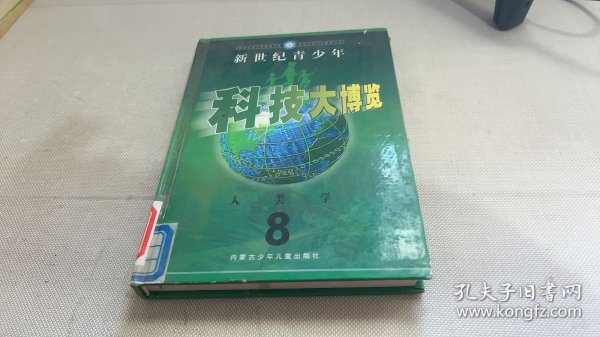 新世纪青少年
科技大博览
人类学
8
内蒙古少年儿童出版社
孔夫子旧书网
www.kongfz.com